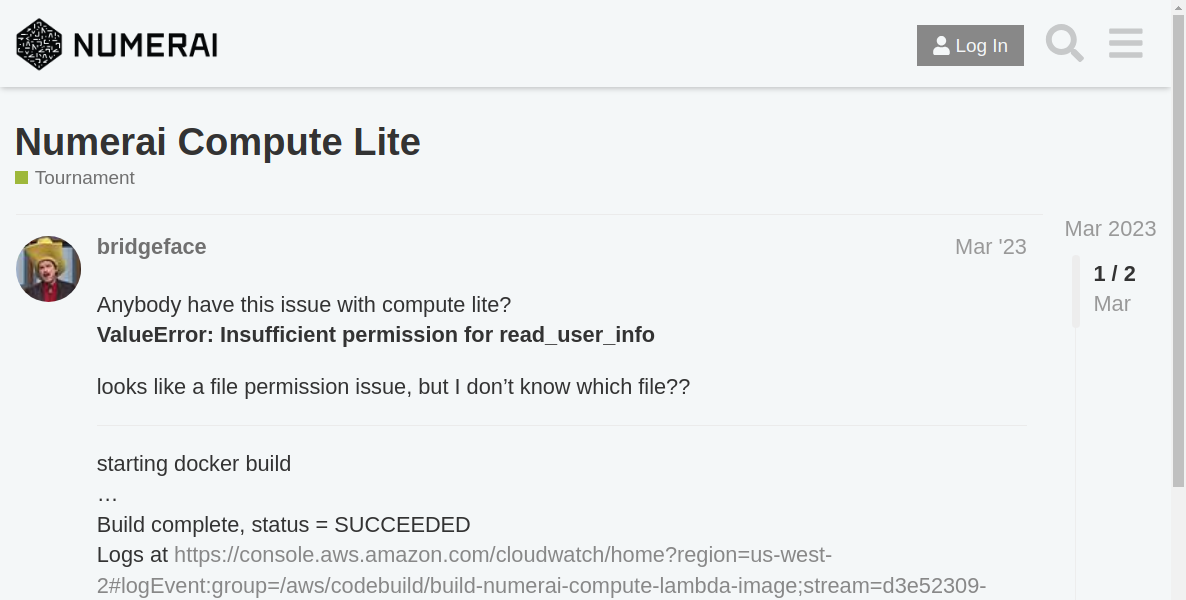 NUMERAI
Log In
Numerai Compute Lite
Tournament
bridgeface
Mar '23
Anybody have this issue with compute lite?
ValueError: Insufficient permission for read_user_info
looks like a file permission issue, but I don’t know which file??
starting docker build
…
Build complete, status = SUCCEEDED
Logs at https://console.aws.amazon.com/cloudwatch/home?region=us-west-
2#logEvent:group=/aws/codebuild/build-numerai-compute-lambda-image;stream=d3e52309-
Mar 2023
1 / 2
Mar